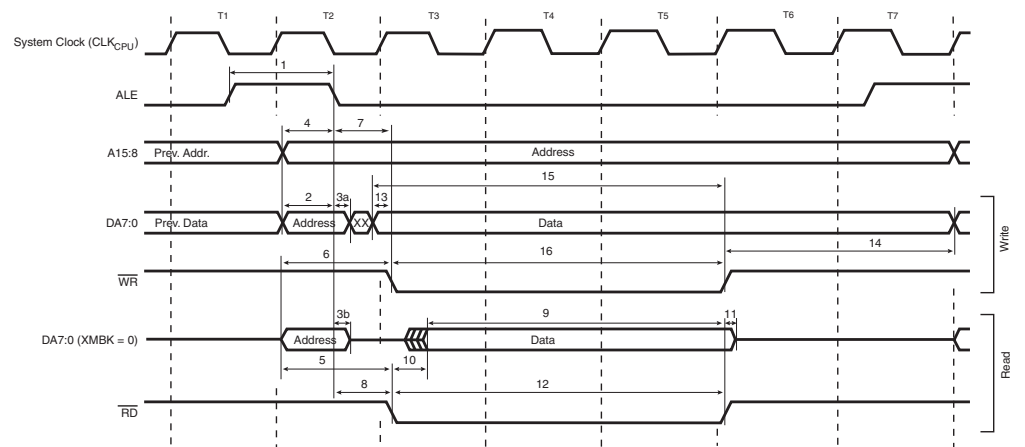 T1 T2 T3 T4 T5 T6 T7
System Clock (CLKCPU)
1
ALE
4 7
A15:8 Prev. Addr. Address
15
2 3a 13
DA7:0 Prev. Data Address XX Data
14
6 16
WR
Write
3b 9 11
DA7:0 (XMBK = 0) Address Data
5 10
8 12
RD
Read